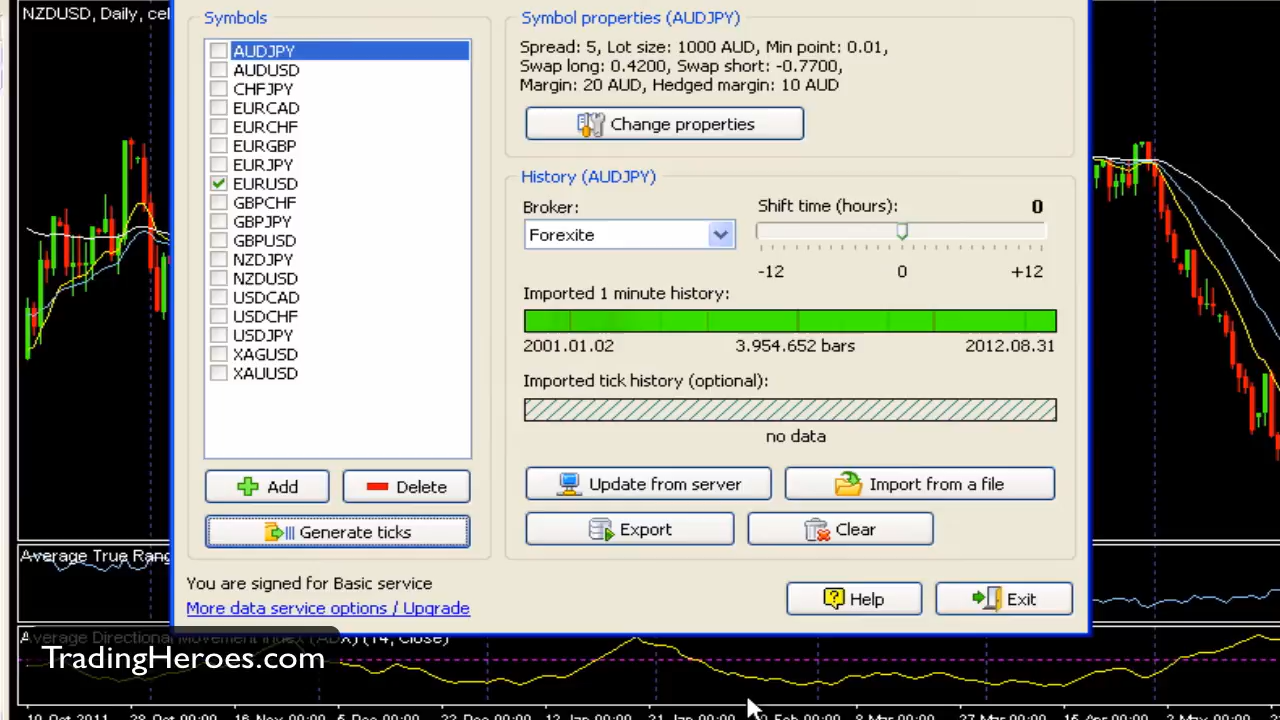 NZDUSD, Daily,
Symbols
AUDJPY
AUDUSD
CHFJPY
EURCAD
EURCHF
EURGBP
EURJPY
EURUSD
GBPCHF
GBPJPY
GBPUSD
NZDJPY
NZDUSD
USDCAD
USDCHF
USDJPY
XAGUSD
XAUUSD
Add
Delete
Generate ticks
You are signed for Basic service
More data service options / Upgrade
Symbol properties (AUDJPY)
Spread: 5, Lot size: 1000 AUD, Min point: 0.01,
Swap long: 0.4200, Swap short: -0.7700,
Margin: 20 AUD, Hedged margin: 10 AUD
Change properties
History (AUDJPY)
Broker:
Forexite
Shift time (hours): 0
-12 0 +12
Imported 1 minute history:
2001.01.02 3.954.652 bars 2012.08.31
Imported tick history (optional):
no data
Update from server
Import from a file
Export
Clear
Help
Exit
Average True Rang
Average Directional Movement Index (ADX) (14, Close)
TradingHeroes.com